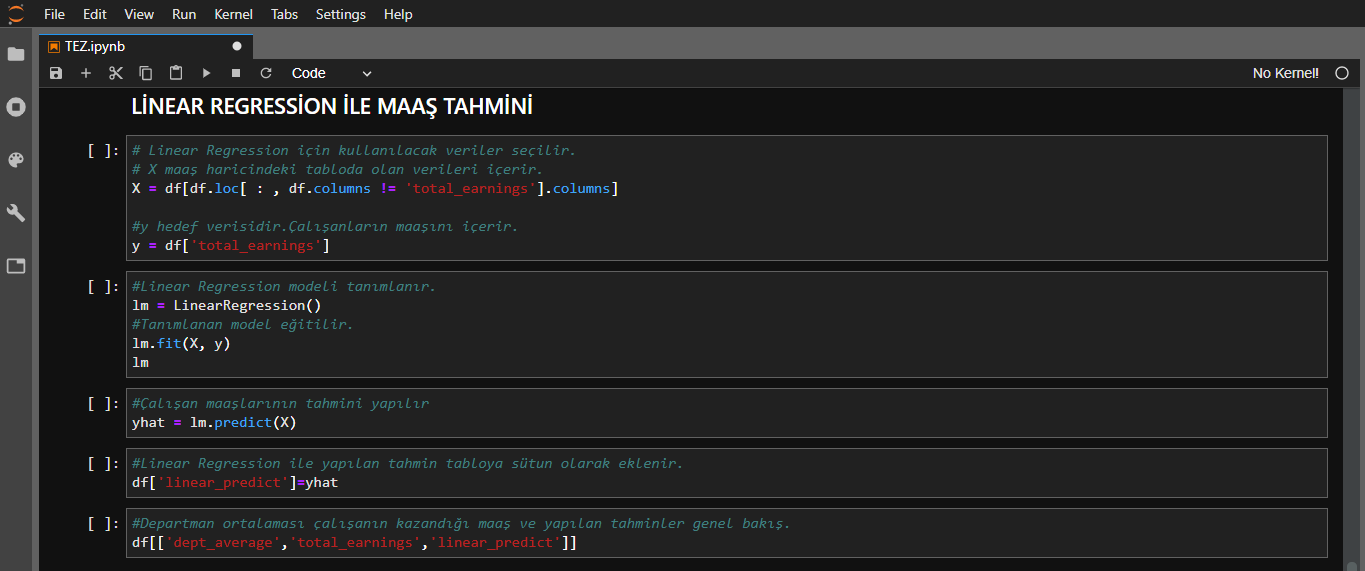 File Edit View Run Kernel Tabs Settings Help
TEZ.ipynb
Code
No Kernel!
LİNEAR REGRESSİON İLE MAAŞ TAHMİNİ
[ ]:
# Linear Regression için kullanılacak veriler seçilir.
# X maaş haricindeki tabloda olan verileri içerir.
X = df[df.loc[ : , df.columns != 'total_earnings'].columns]
#y hedef verisidir.Çalışanların maaşını içerir.
y = df['total_earnings']
[ ]:
#Linear Regression modeli tanımlanır.
lm = LinearRegression()
#Tanımlanan model eğitilir.
lm.fit(X, y)
lm
[ ]:
#Çalışan maaşlarının tahmini yapılır
yhat = lm.predict(X)
[ ]:
#Linear Regression ile yapılan tahmin tabloya sütun olarak eklenir.
df['linear_predict']=yhat
[ ]:
#Departman ortalaması çalışanın kazandığı maaş ve yapılan tahminler genel bakış.
df[['dept_average','total_earnings','linear_predict']]